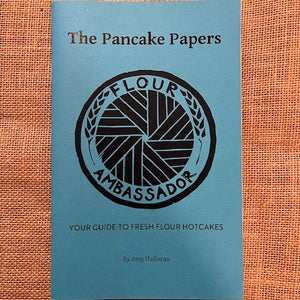 The Pancake Papers
FLOUR
AMBASSADOR
YOUR GUIDE TO FRESH FLOUR HOTCAKES
By Amy Halloran